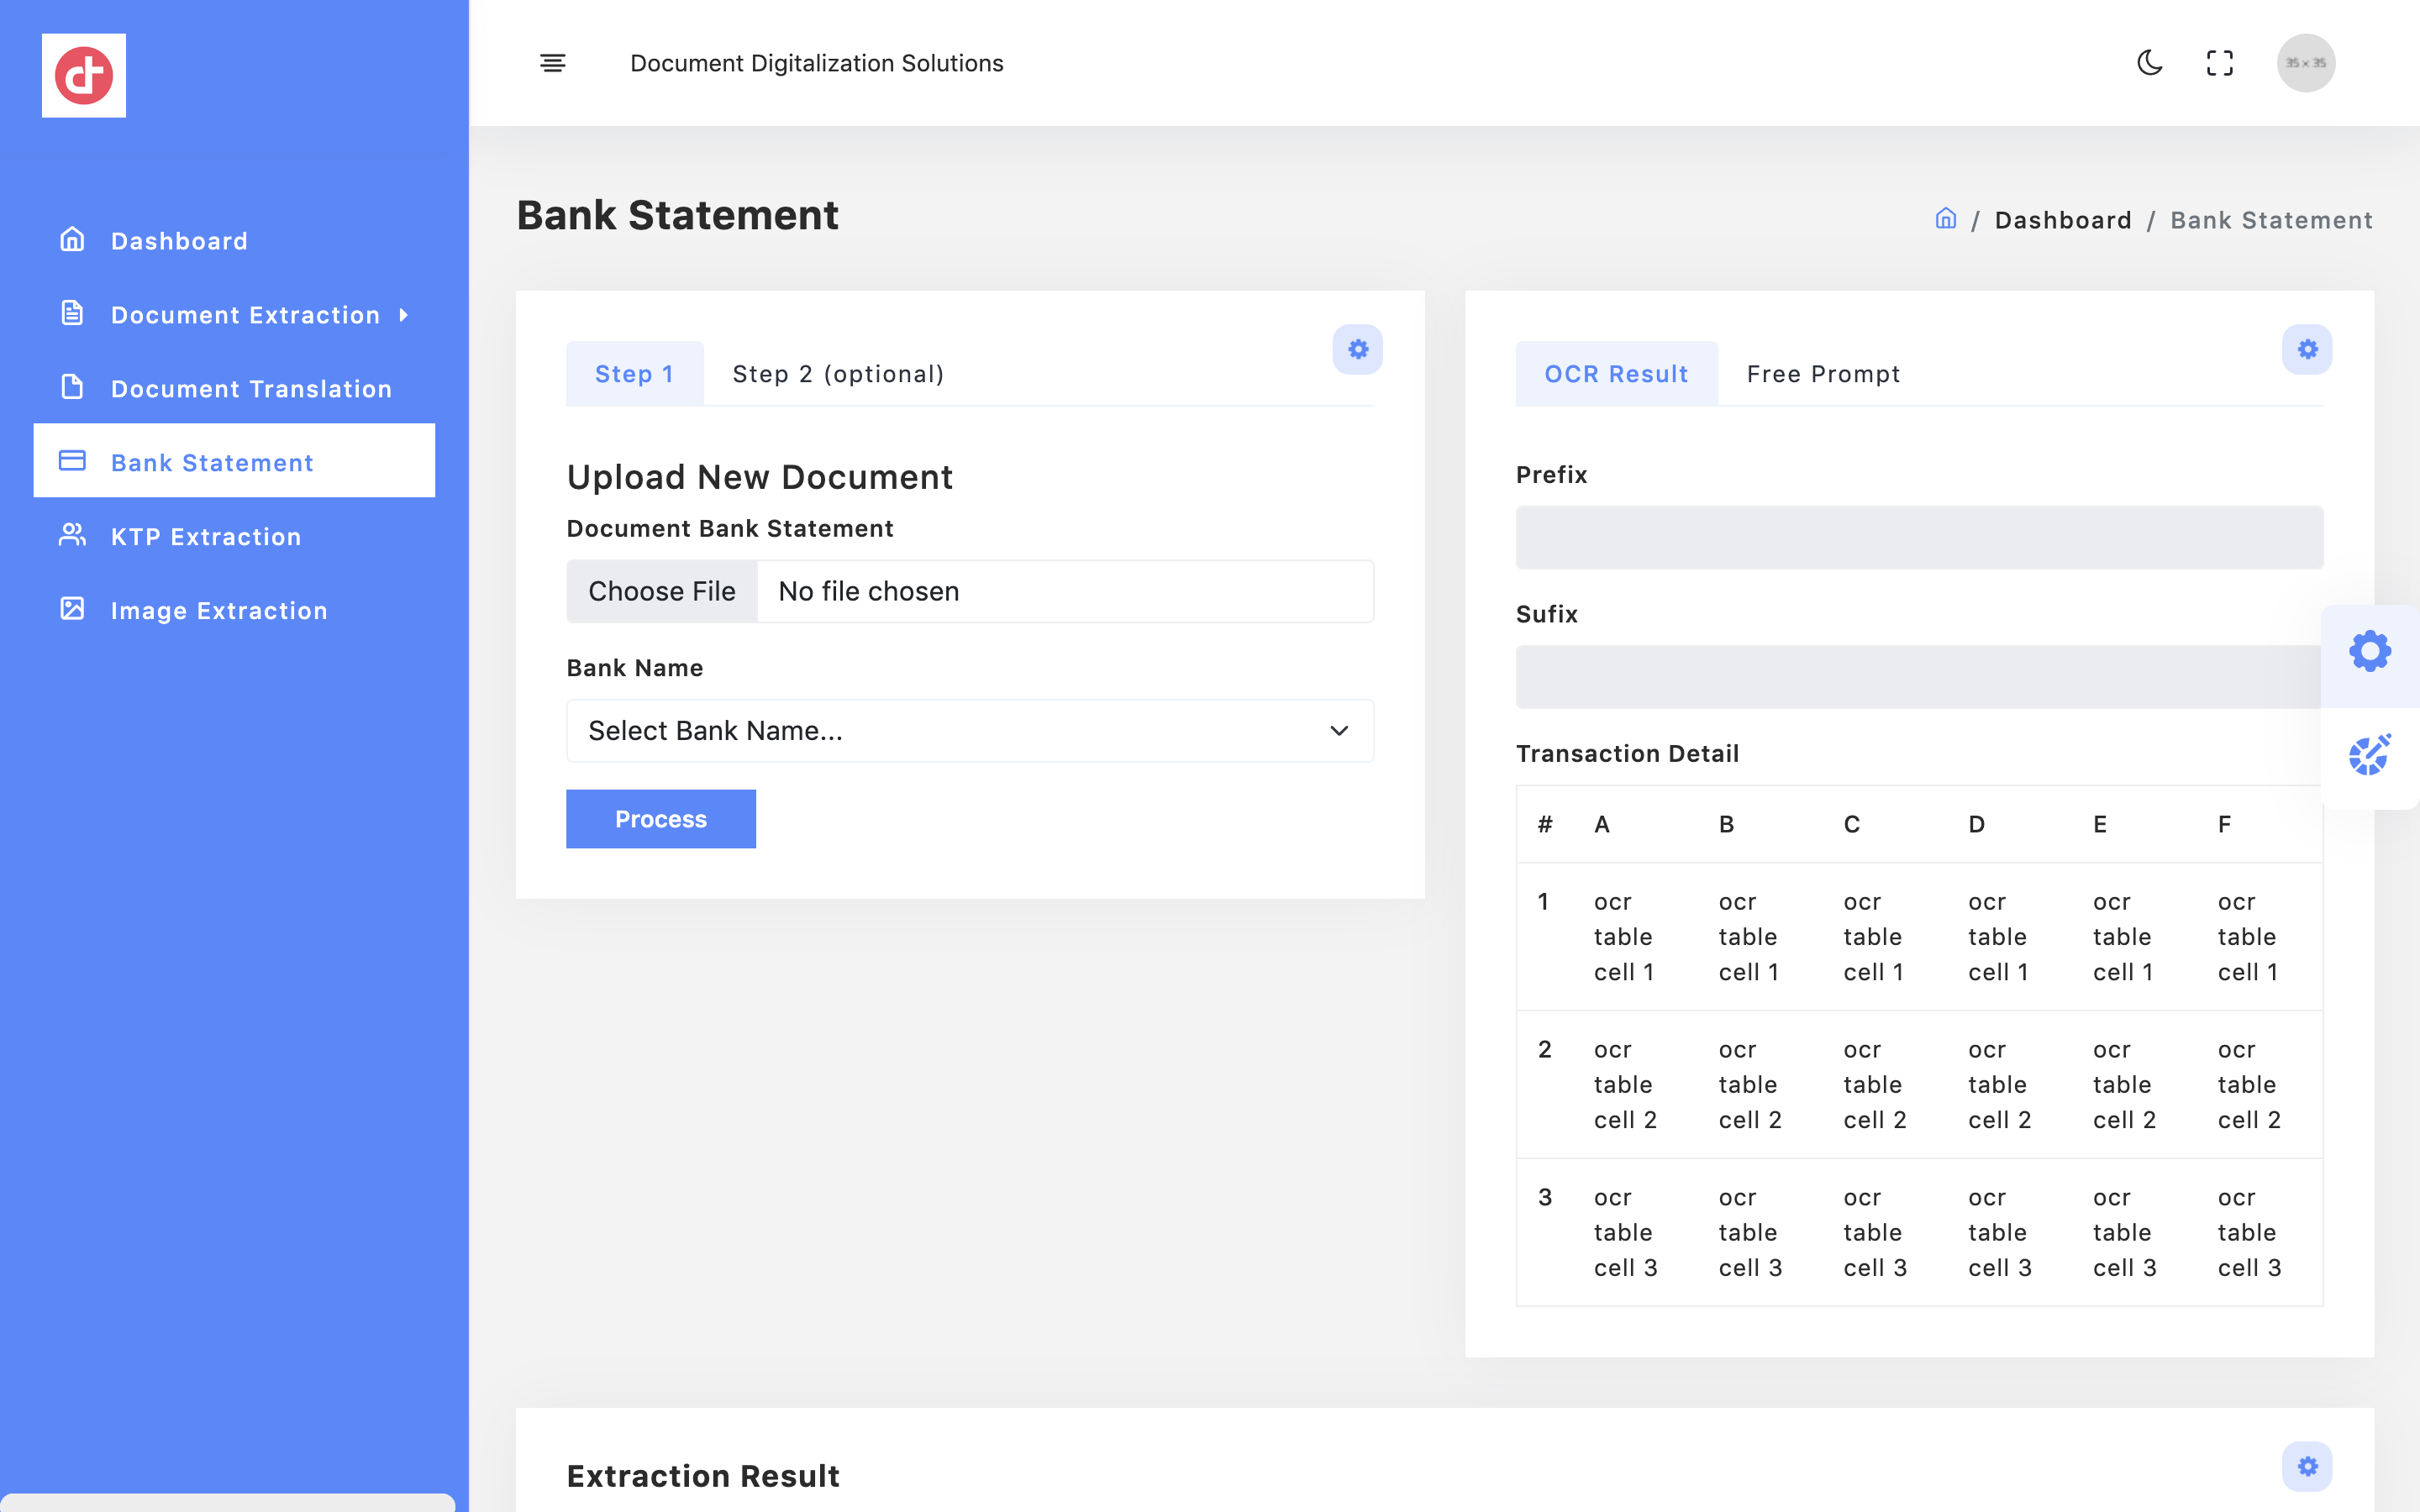 Document Digitalization Solutions
35 × 35
Dashboard
Document Extraction
Document Translation
Bank Statement
KTP Extraction
Image Extraction
Bank Statement
/ Dashboard / Bank Statement
Step 1 Step 2 (optional)
Upload New Document
Document Bank Statement
Choose File No file chosen
Bank Name
Select Bank Name...
Process
OCR Result Free Prompt
Prefix
Sufix
Transaction Detail
# A B C D E F
1 ocr ocr ocr ocr ocr ocr
table table table table table table
cell 1 cell 1 cell 1 cell 1 cell 1 cell 1
2 ocr ocr ocr ocr ocr ocr
table table table table table table
cell 2 cell 2 cell 2 cell 2 cell 2 cell 2
3 ocr ocr ocr ocr ocr ocr
table table table table table table
cell 3 cell 3 cell 3 cell 3 cell 3 cell 3
Extraction Result